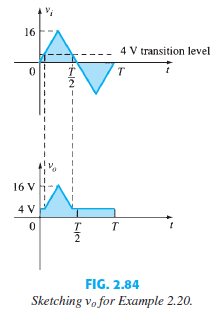 vi
16
4 V transition level
0
T
2
T
t
vo
16 V
4 V
0
T
2
T
t
FIG. 2.84
Sketching vo for Example 2.20.